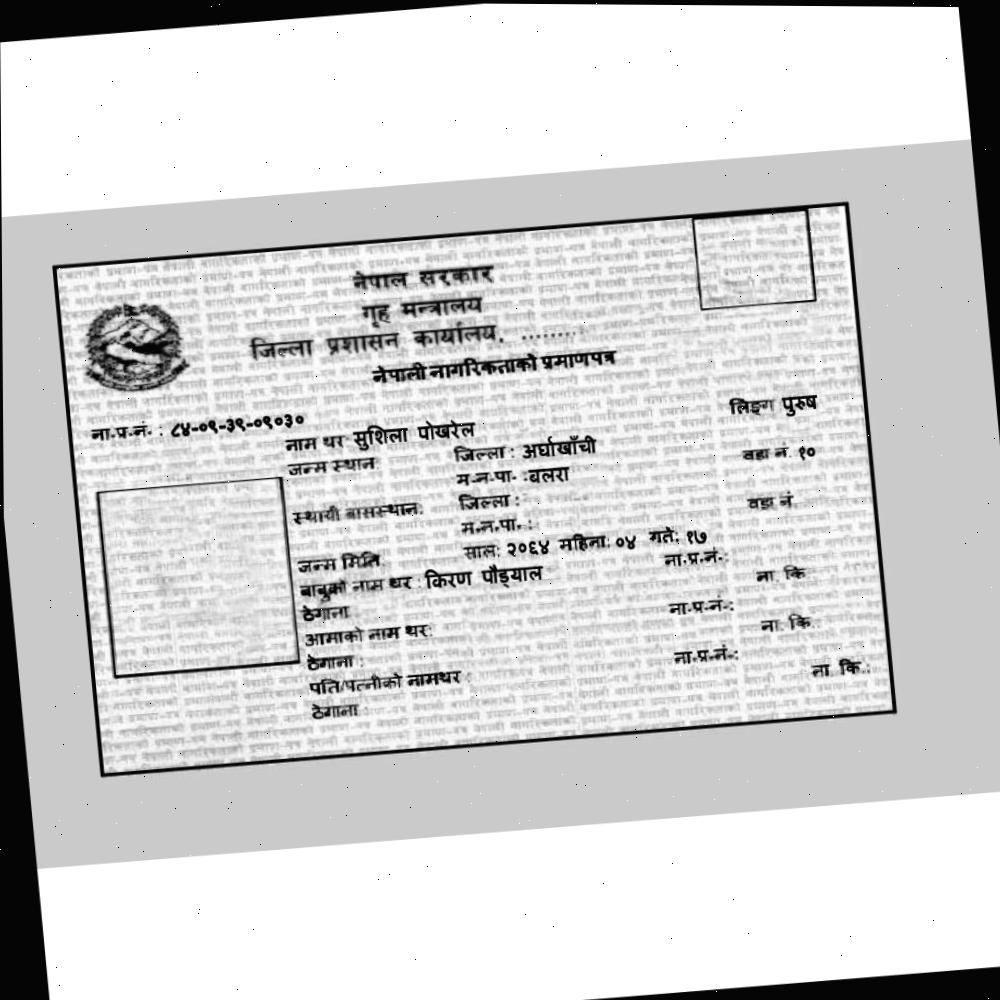 नेपाल सरकार
गृह मन्त्रालय
जिल्ला प्रशासन कार्यालय, ........
नेपाली नागरिकताको प्रमाणपत्र
ना.प्र.नं. : ८४-०९-३९-०९०३० लिङ्ग पुरुष
नाम थर सुशिला पोखरेल
जन्म स्थान: जिल्ला : अर्घाखाँची वडा नं. १०
म.न.पा. :बलरा
स्थायी बासस्थान: जिल्ला : वडा नं.
म.न.पा. :
जन्म मिति: साल: २०६४ महिना: ०४ गते: १७
बाबुको नाम थर : किरण पौड्याल ना.प्र.नं.:
ठेगाना ना. कि
आमाको नाम थर: ना.प्र.नं.:
ठेगाना : ना. कि.:
पति/पत्नीको नामथर : ना.प्र.नं.:
ठेगाना : ना. कि.: